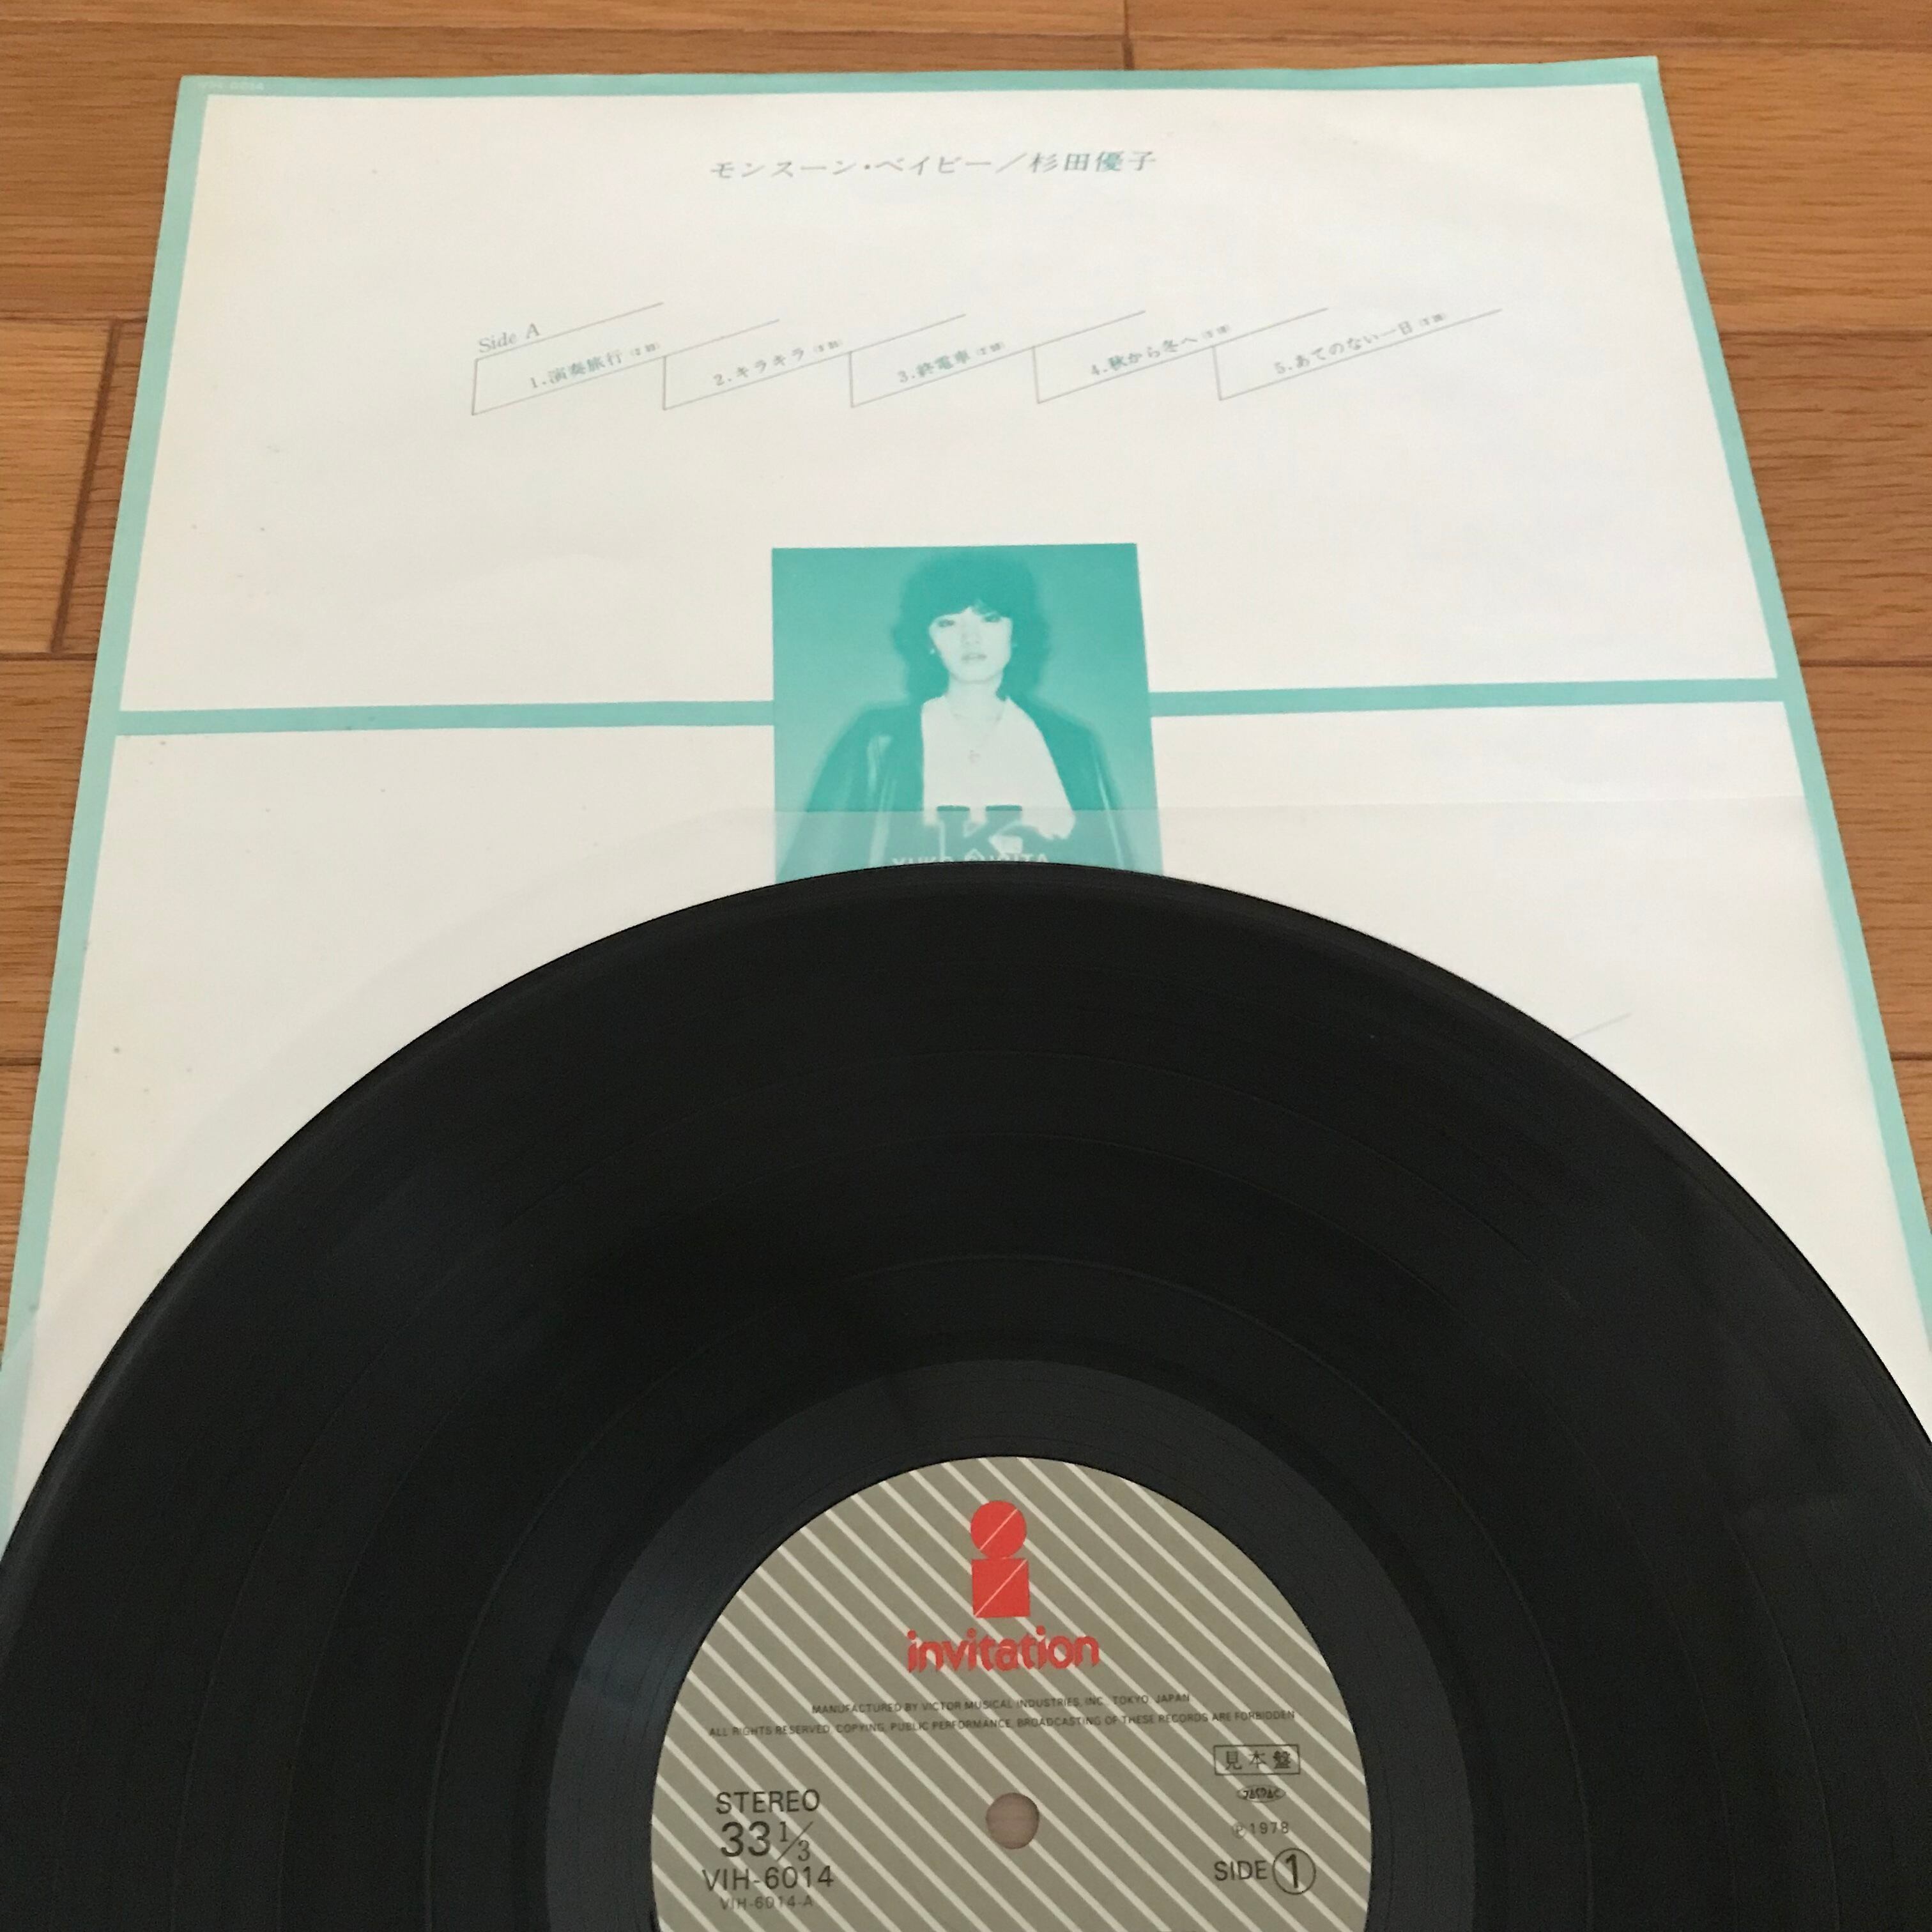 モンスーン・ベイビー／杉田優子
Side A
1.演奏旅行
2.キラキラ
3.終電車
4.秋から冬へ
5.あてのない一日
K
invitation
MANUFACTURED BY VICTOR MUSICAL INDUSTRIES, INC., TOKYO, JAPAN
ALL RIGHTS RESERVED, COPYING, PUBLIC PERFORMANCE, BROADCASTING OF THESE RECORDS ARE FORBIDDEN
見本盤
JASRAC
STEREO
33 1/3
℗1978
VIH-6014
SIDE 1
VIH-6014-A